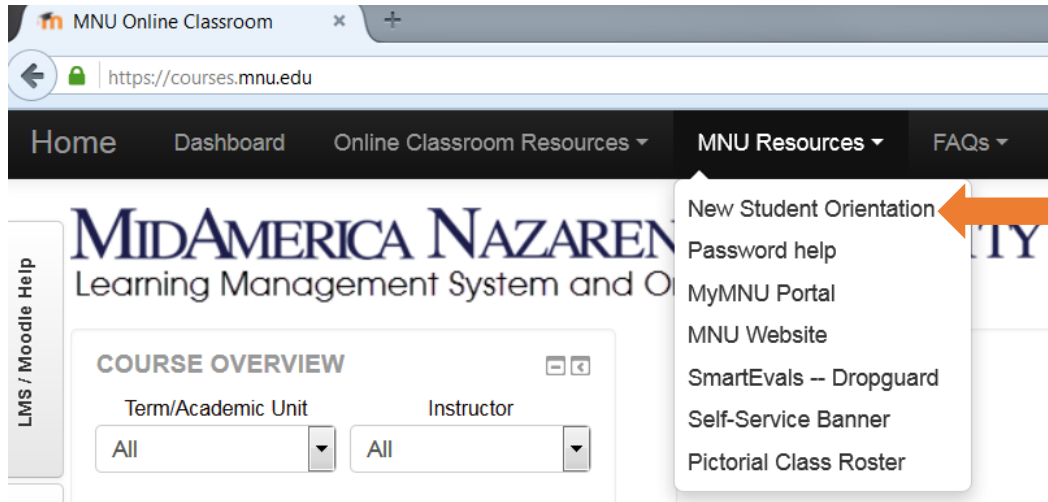 MNU Online Classroom
https://courses.mnu.edu
Home Dashboard Online Classroom Resources MNU Resources FAQs
New Student Orientation
Password help
MyMNU Portal
MNU Website
SmartEvals -- Dropguard
Self-Service Banner
Pictorial Class Roster
MIDAMERICA
Learning Management System and
LMS / Moodle Help
COURSE OVERVIEW
Term/Academic Unit Instructor
All All